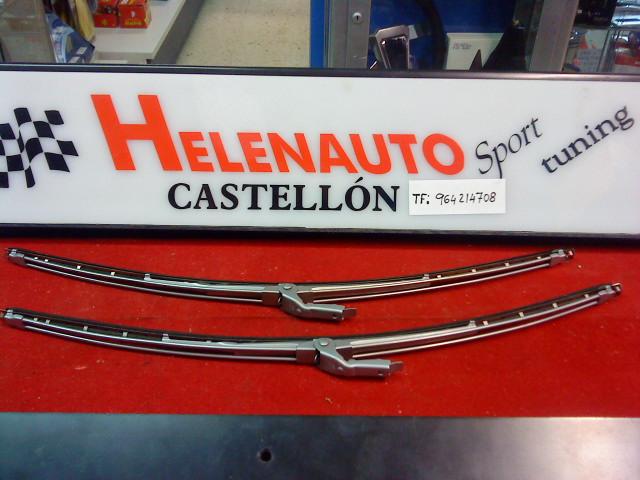 HELENAUTO Sport tuning
CASTELLÓN TF: 964214708